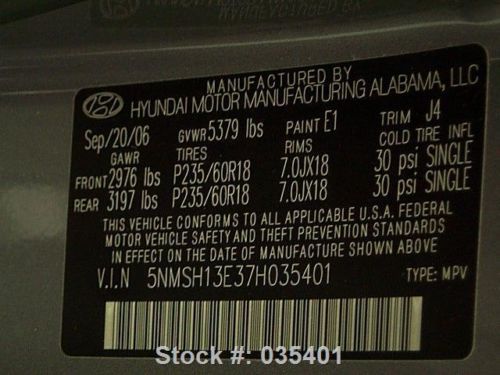 MANUFACTURED BY
HYUNDAI MOTOR MANUFACTURING ALABAMA, LLC
Sep/20/06 GVWR 5379 lbs PAINT E1 TRIM J4
GAWR TIRES RIMS COLD TIRE INFL
FRONT 2976 lbs P235/60R18 7.0JX18 30 psi SINGLE
REAR 3197 lbs P235/60R18 7.0JX18 30 psi SINGLE
THIS VEHICLE CONFORMS TO ALL APPLICABLE U.S.A. FEDERAL
MOTOR VEHICLE SAFETY AND THEFT PREVENTION STANDARDS
IN EFFECT ON THE DATE OF MANUFACTURE SHOWN ABOVE.
V.I.N 5NMSH13E37H035401 TYPE: MPV
Stock #: 035401